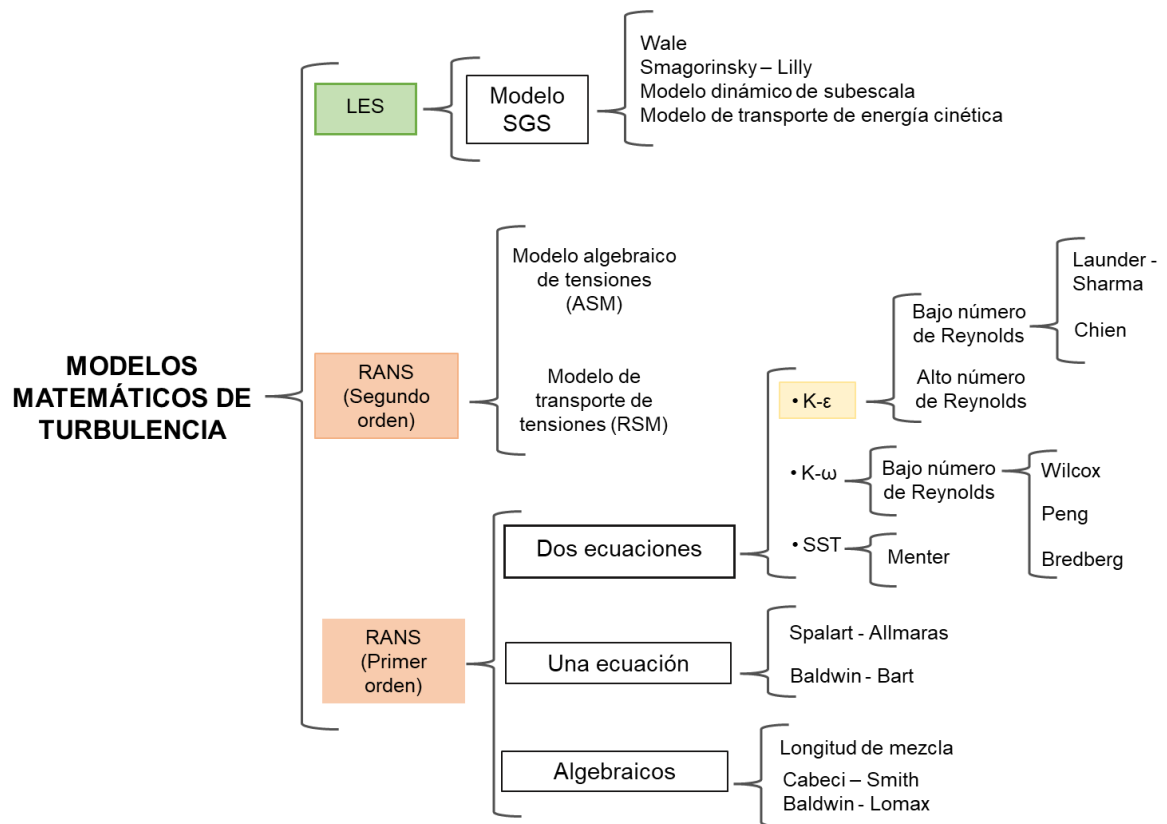 MODELOS
MATEMÁTICOS DE
TURBULENCIA
LES
Modelo
SGS
Wale
Smagorinsky – Lilly
Modelo dinámico de subescala
Modelo de transporte de energía cinética
RANS
(Segundo
orden)
Modelo algebraico
de tensiones
(ASM)
Modelo de
transporte de
tensiones (RSM)
RANS
(Primer
orden)
Dos ecuaciones
• K-ε
Bajo número
de Reynolds
Launder -
Sharma
Chien
Alto número
de Reynolds
• K-ω
Bajo número
de Reynolds
Wilcox
Peng
Bredberg
• SST
Menter
Una ecuación
Spalart - Allmaras
Baldwin - Bart
Algebraicos
Longitud de mezcla
Cabeci – Smith
Baldwin - Lomax